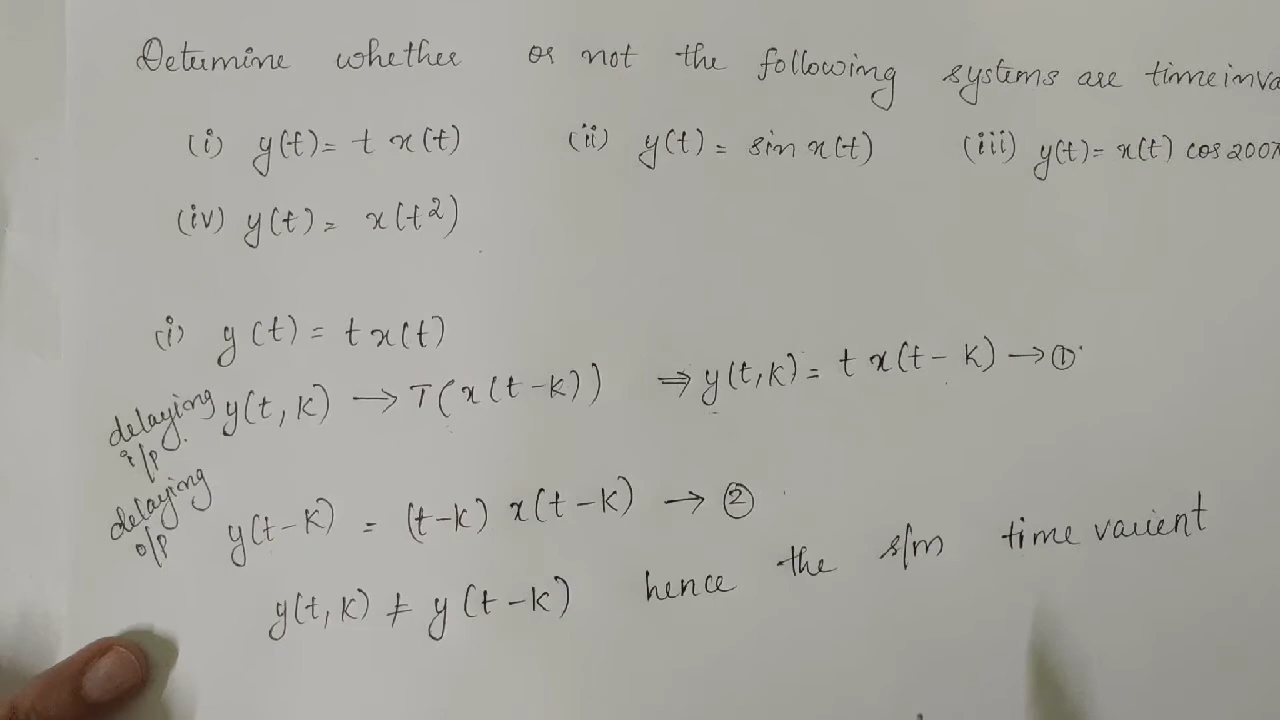 Determine whether or not the following systems are timeinva
(i) y(t)= t x(t) (ii) y(t) = sin x(t) (iii) y(t)= x(t) cos 200π
(iv) y(t) = x(t²)
(i) y(t) = t x(t)
delaying i/p y(t, k) → T(x(t-k)) ⇒ y(t,k) = t x(t-k) → ①
delaying o/p y(t-k) = (t-k) x(t-k) → ②
y(t, k) ≠ y(t-k) hence the s/m time varient